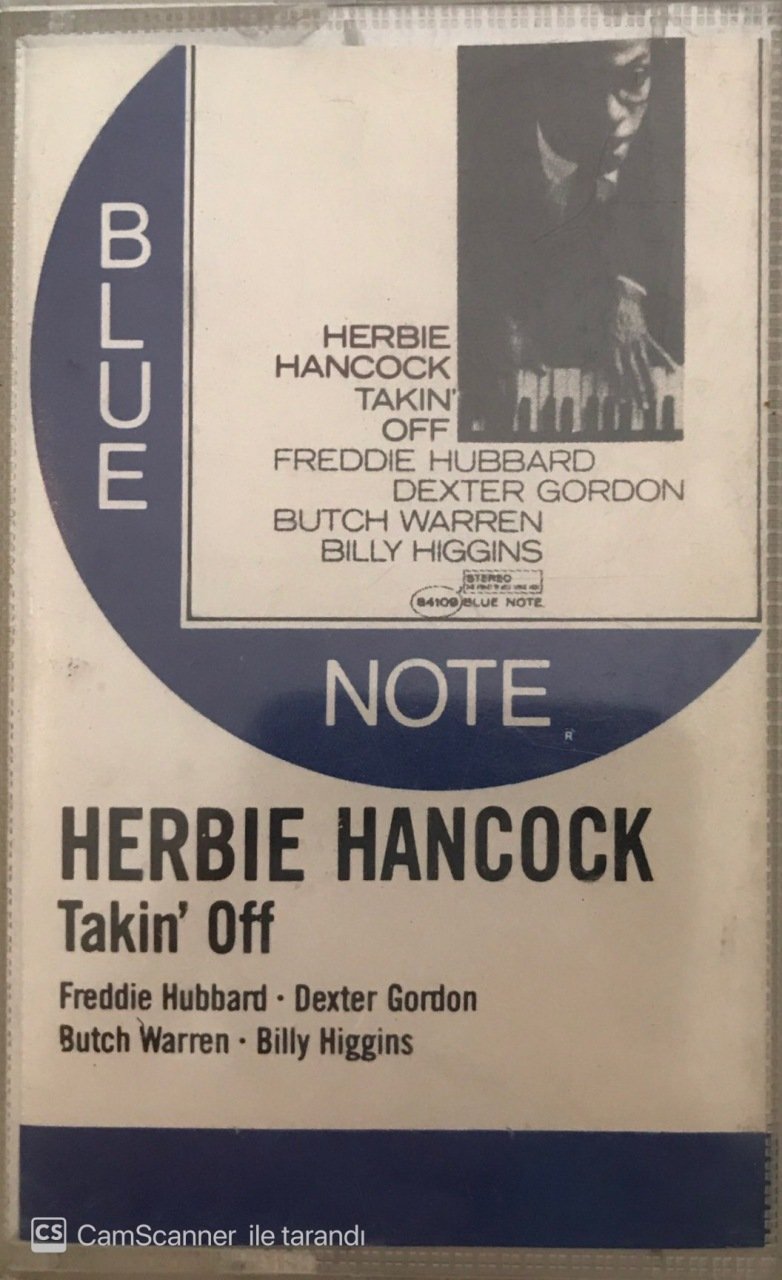 BLUE
HERBIE
HANCOCK
TAKIN'
OFF
FREDDIE HUBBARD
DEXTER GORDON
BUTCH WARREN
BILLY HIGGINS
STEREO
84109 BLUE NOTE
NOTE
R
HERBIE HANCOCK
Takin' Off
Freddie Hubbard · Dexter Gordon
Butch Warren · Billy Higgins
CS CamScanner ile tarandı